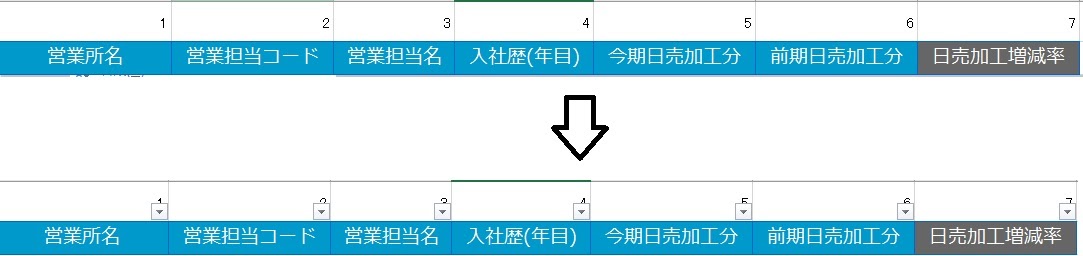 1 2 3 4 5 6 7
営業所名 営業担当コード 営業担当名 入社歴(年目) 今期日売加工分 前期日売加工分 日売加工増減率
1 2 3 4 5 6 7
営業所名 営業担当コード 営業担当名 入社歴(年目) 今期日売加工分 前期日売加工分 日売加工増減率